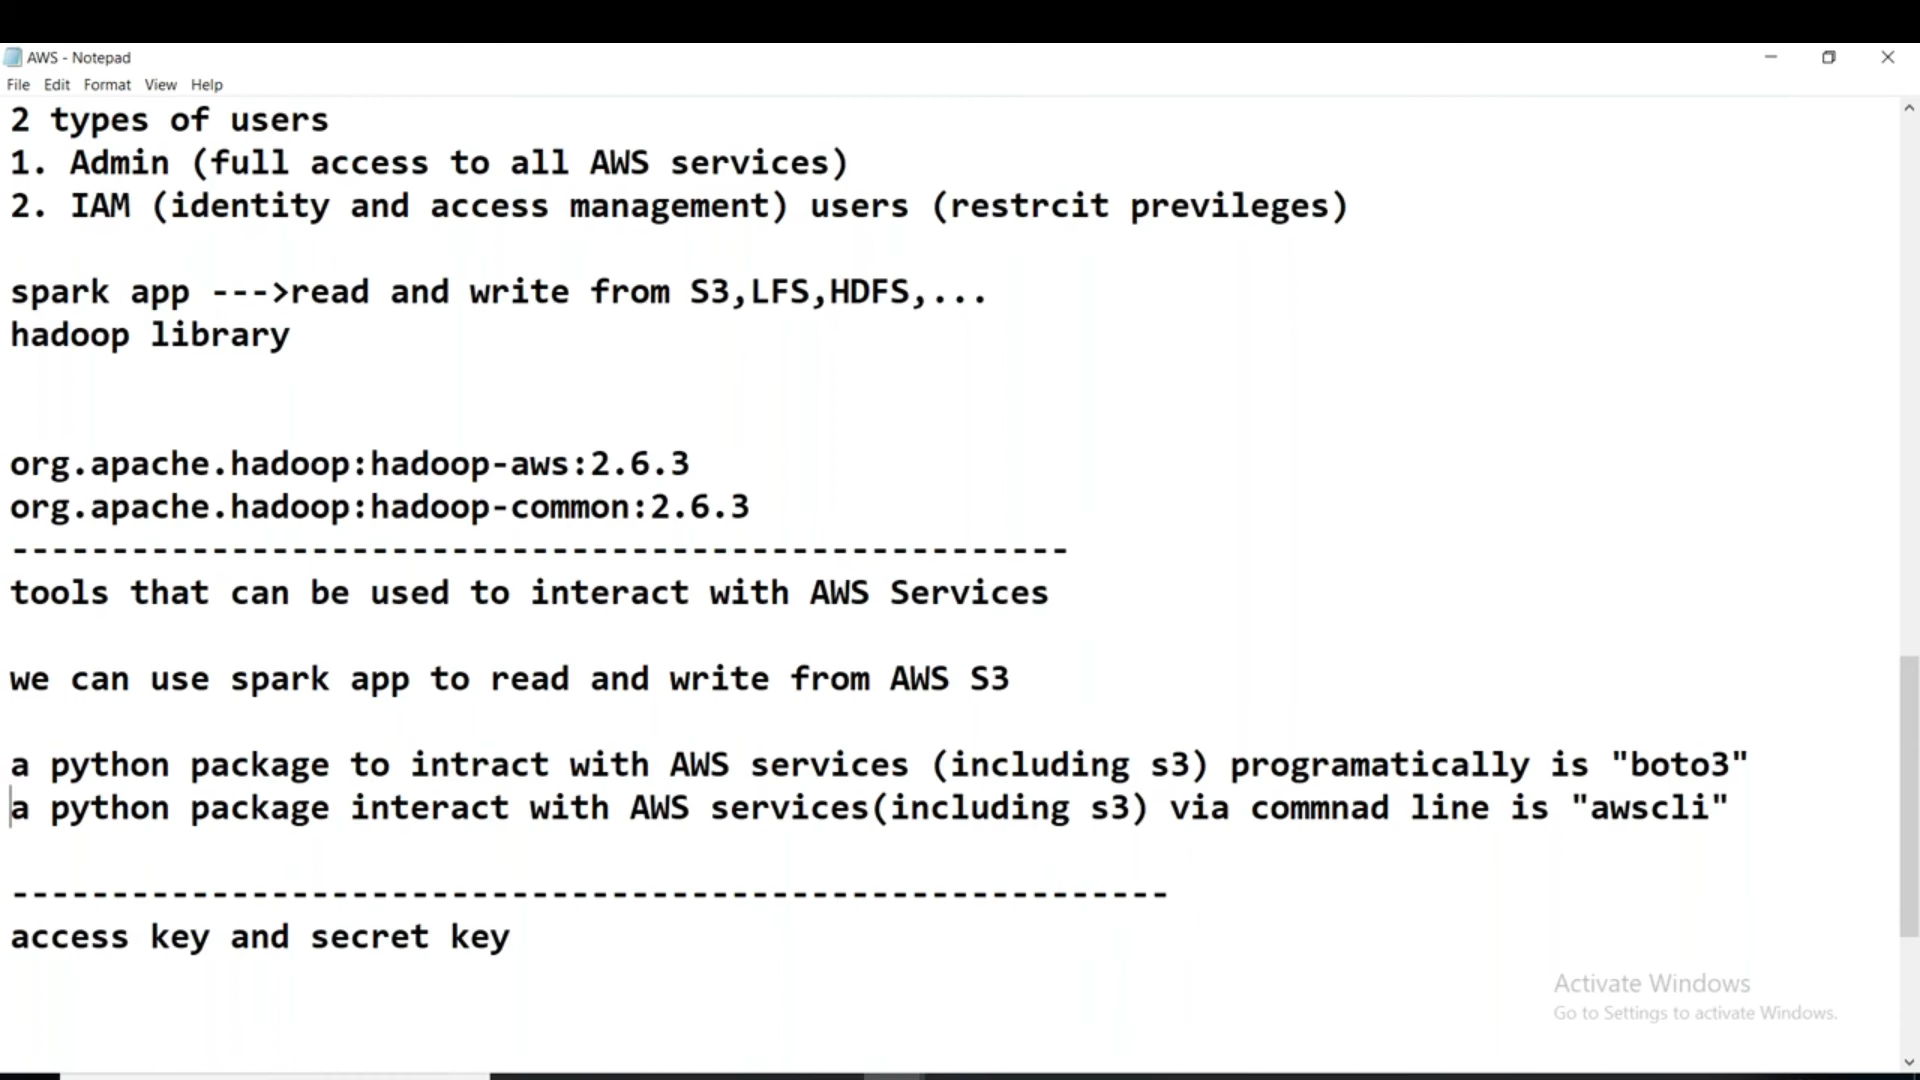 AWS - Notepad
File Edit Format View Help
2 types of users
1. Admin (full access to all AWS services)
2. IAM (identity and access management) users (restrcit previleges)
spark app --->read and write from S3,LFS,HDFS,...
hadoop library
org.apache.hadoop:hadoop-aws:2.6.3
org.apache.hadoop:hadoop-common:2.6.3
-----------------------------------------------------
tools that can be used to interact with AWS Services
we can use spark app to read and write from AWS S3
a python package to intract with AWS services (including s3) programatically is "boto3"
a python package interact with AWS services(including s3) via commnad line is "awscli"
----------------------------------------------------------
access key and secret key
Activate Windows
Go to Settings to activate Windows.